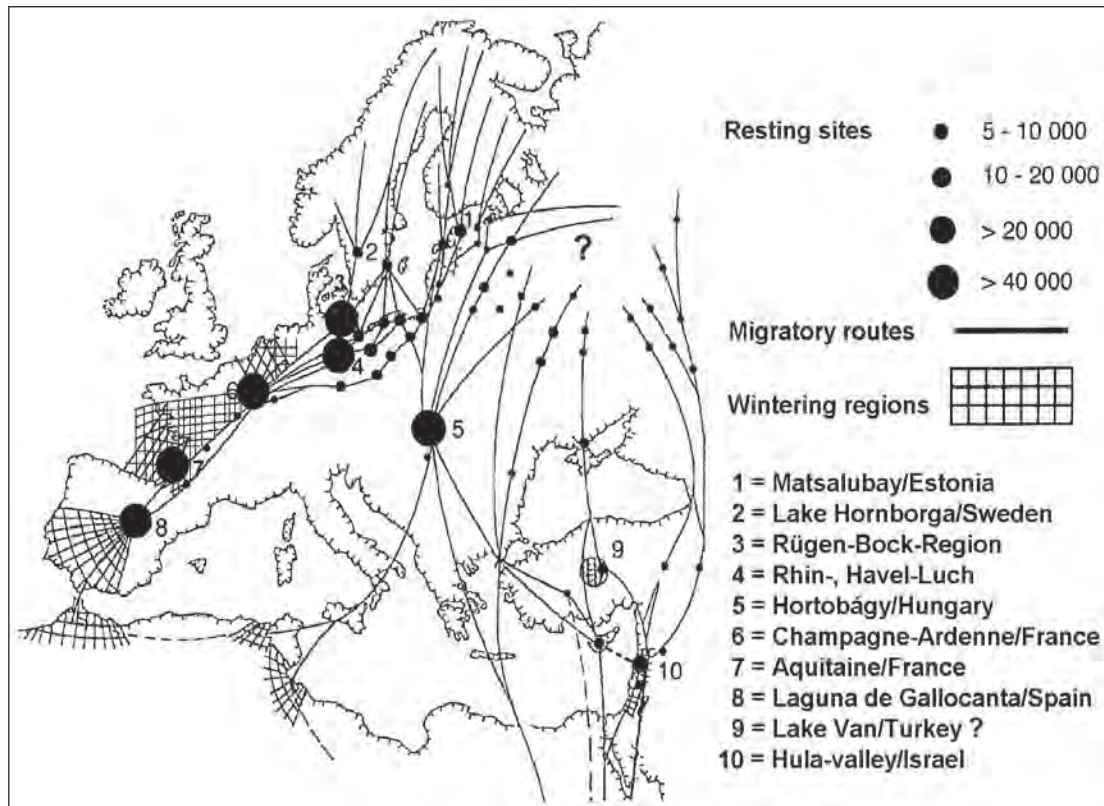 Resting sites
5 - 10 000
10 - 20 000
> 20 000
> 40 000
Migratory routes
Wintering regions
1 = Matsalubay/Estonia
2 = Lake Hornborga/Sweden
3 = Rügen-Bock-Region
4 = Rhin-, Havel-Luch
5 = Hortobágy/Hungary
6 = Champagne-Ardenne/France
7 = Aquitaine/France
8 = Laguna de Gallocanta/Spain
9 = Lake Van/Turkey ?
10 = Hula-valley/Israel
1
2
?
3
4
6
5
7
8
9
10